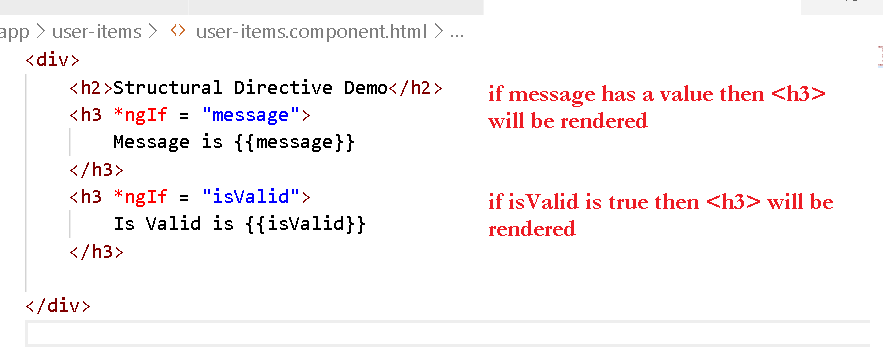 app > user-items > <> user-items.component.html > ...
<div>
<h2>Structural Directive Demo</h2>
<h3 *ngIf = "message">
if message has a value then <h3>
will be rendered
Message is {{message}}
</h3>
<h3 *ngIf = "isValid">
if isValid is true then <h3> will be
rendered
Is Valid is {{isValid}}
</h3>
</div>